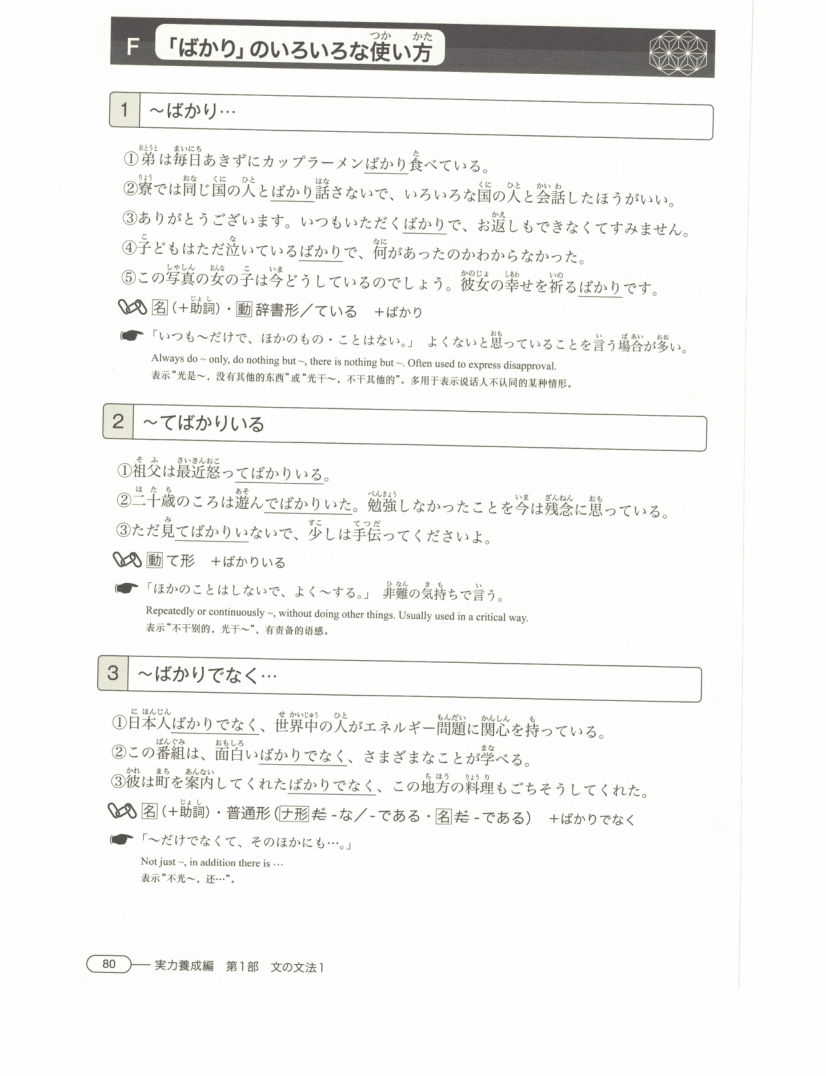 F 「ばかり」のいろいろな使い方
1 ～ばかり…
①弟は毎日あきずにカップラーメンばかり食べている。
②寮では同じ国の人とばかり話さないで、いろいろな国の人と会話したほうがいい。
③ありがとうございます。いつもいただくばかりで、お返しもできなくてすみません。
④子どもはただ泣いているばかりで、何があったのかわからなかった。
⑤この写真の女の子は今どうしているのでしょう。彼女の幸せを祈るばかりです。
名（＋助詞）・動辞書形／ている　＋ばかり
「いつも～だけで、ほかのもの・ことはない。」 よくないと思っていることを言う場合が多い。
Always do ~ only, do nothing but ~, there is nothing but ~. Often used to express disapproval.
表示“光是～，没有其他的东西”或“光干～，不干其他的”。多用于表示说话人不认同的某种情形。
2 ～てばかりいる
①祖父は最近怒ってばかりいる。
②二十歳のころは遊んでばかりいた。勉強しなかったことを今は残念に思っている。
③ただ見てばかりいないで、少しは手伝ってくださいよ。
動て形　＋ばかりいる
「ほかのことはしないで、よく～する。」 非難の気持ちで言う。
Repeatedly or continuously ~, without doing other things. Usually used in a critical way.
表示“不干别的，光干～”，有责备的语感。
3 ～ばかりでなく…
①日本人ばかりでなく、世界中の人がエネルギー問題に関心を持っている。
②この番組は、面白いばかりでなく、さまざまなことが学べる。
③彼は町を案内してくれたばかりでなく、この地方の料理もごちそうしてくれた。
名（＋助詞）・普通形（ナ形だ -な／-である・名だ -である）　＋ばかりでなく
「～だけでなくて、そのほかにも…。」
Not just ~, in addition there is …
表示“不光～，还…”。
80 実力養成編　第1部　文の文法1